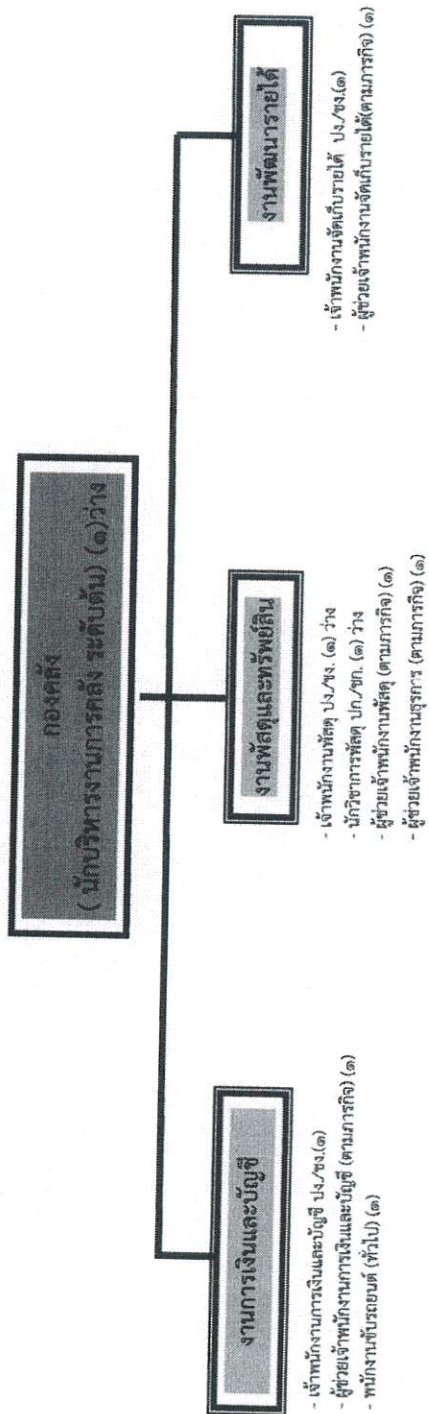 กองคลัง
( นักบริหารงานการคลัง ระดับต้น) (๑)ว่าง
งานการเงินและบัญชี
- เจ้าพนักงานการเงินและบัญชี ปง./ชง.(๑)
- ผู้ช่วยเจ้าพนักงานการเงินและบัญชี (ตามภารกิจ) (๑)
- พนักงานขับรถยนต์ (ทั่วไป) (๑)
งานพัสดุและทรัพย์สิน
- เจ้าพนักงานพัสดุ ปง./ชง. (๑) ว่าง
- นักวิชาการพัสดุ ปก./ชก. (๑) ว่าง
- ผู้ช่วยเจ้าพนักงานพัสดุ (ตามภารกิจ) (๑)
- ผู้ช่วยเจ้าพนักงานธุรการ (ตามภารกิจ) (๑)
งานพัฒนารายได้
- เจ้าพนักงานจัดเก็บรายได้ ปง./ชง.(๑)
- ผู้ช่วยเจ้าพนักงานจัดเก็บรายได้(ตามภารกิจ) (๑)